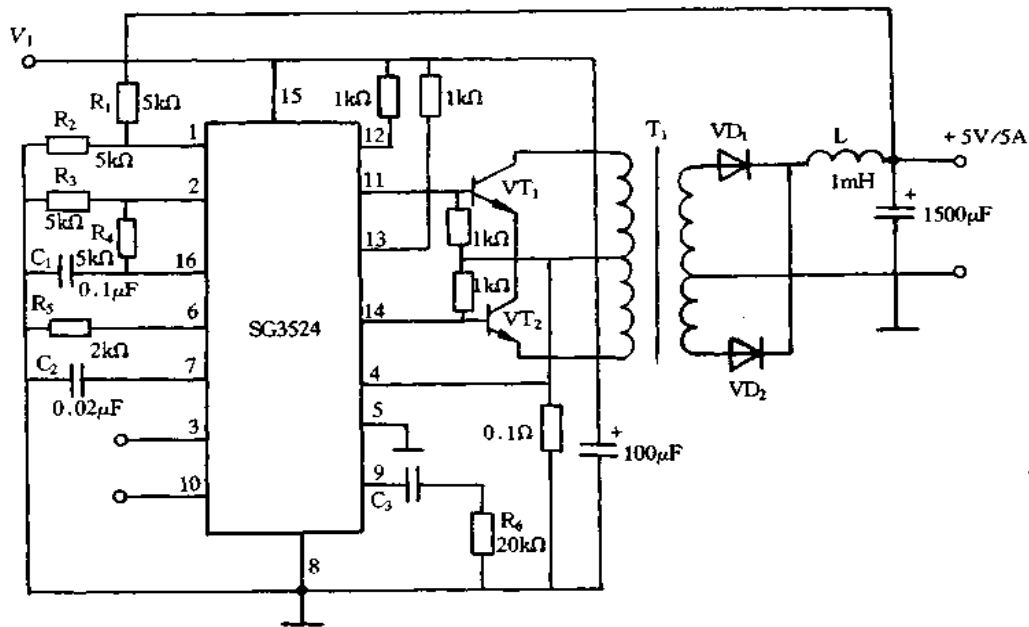 V₁
R₁
5kΩ
15
1kΩ
1kΩ
R₂
5kΩ
1
12
T₁
VD₁
L
1mH
+5V/5A
R₃
5kΩ
2
11
VT₁
+
1500μF
R₄
5kΩ
1kΩ
13
C₁
0.1μF
16
1kΩ
R₅
2kΩ
6
SG3524
14
VT₂
C₂
0.02μF
7
4
VD₂
3
5
0.1Ω
+
100μF
10
9
C₃
R₆
20kΩ
8